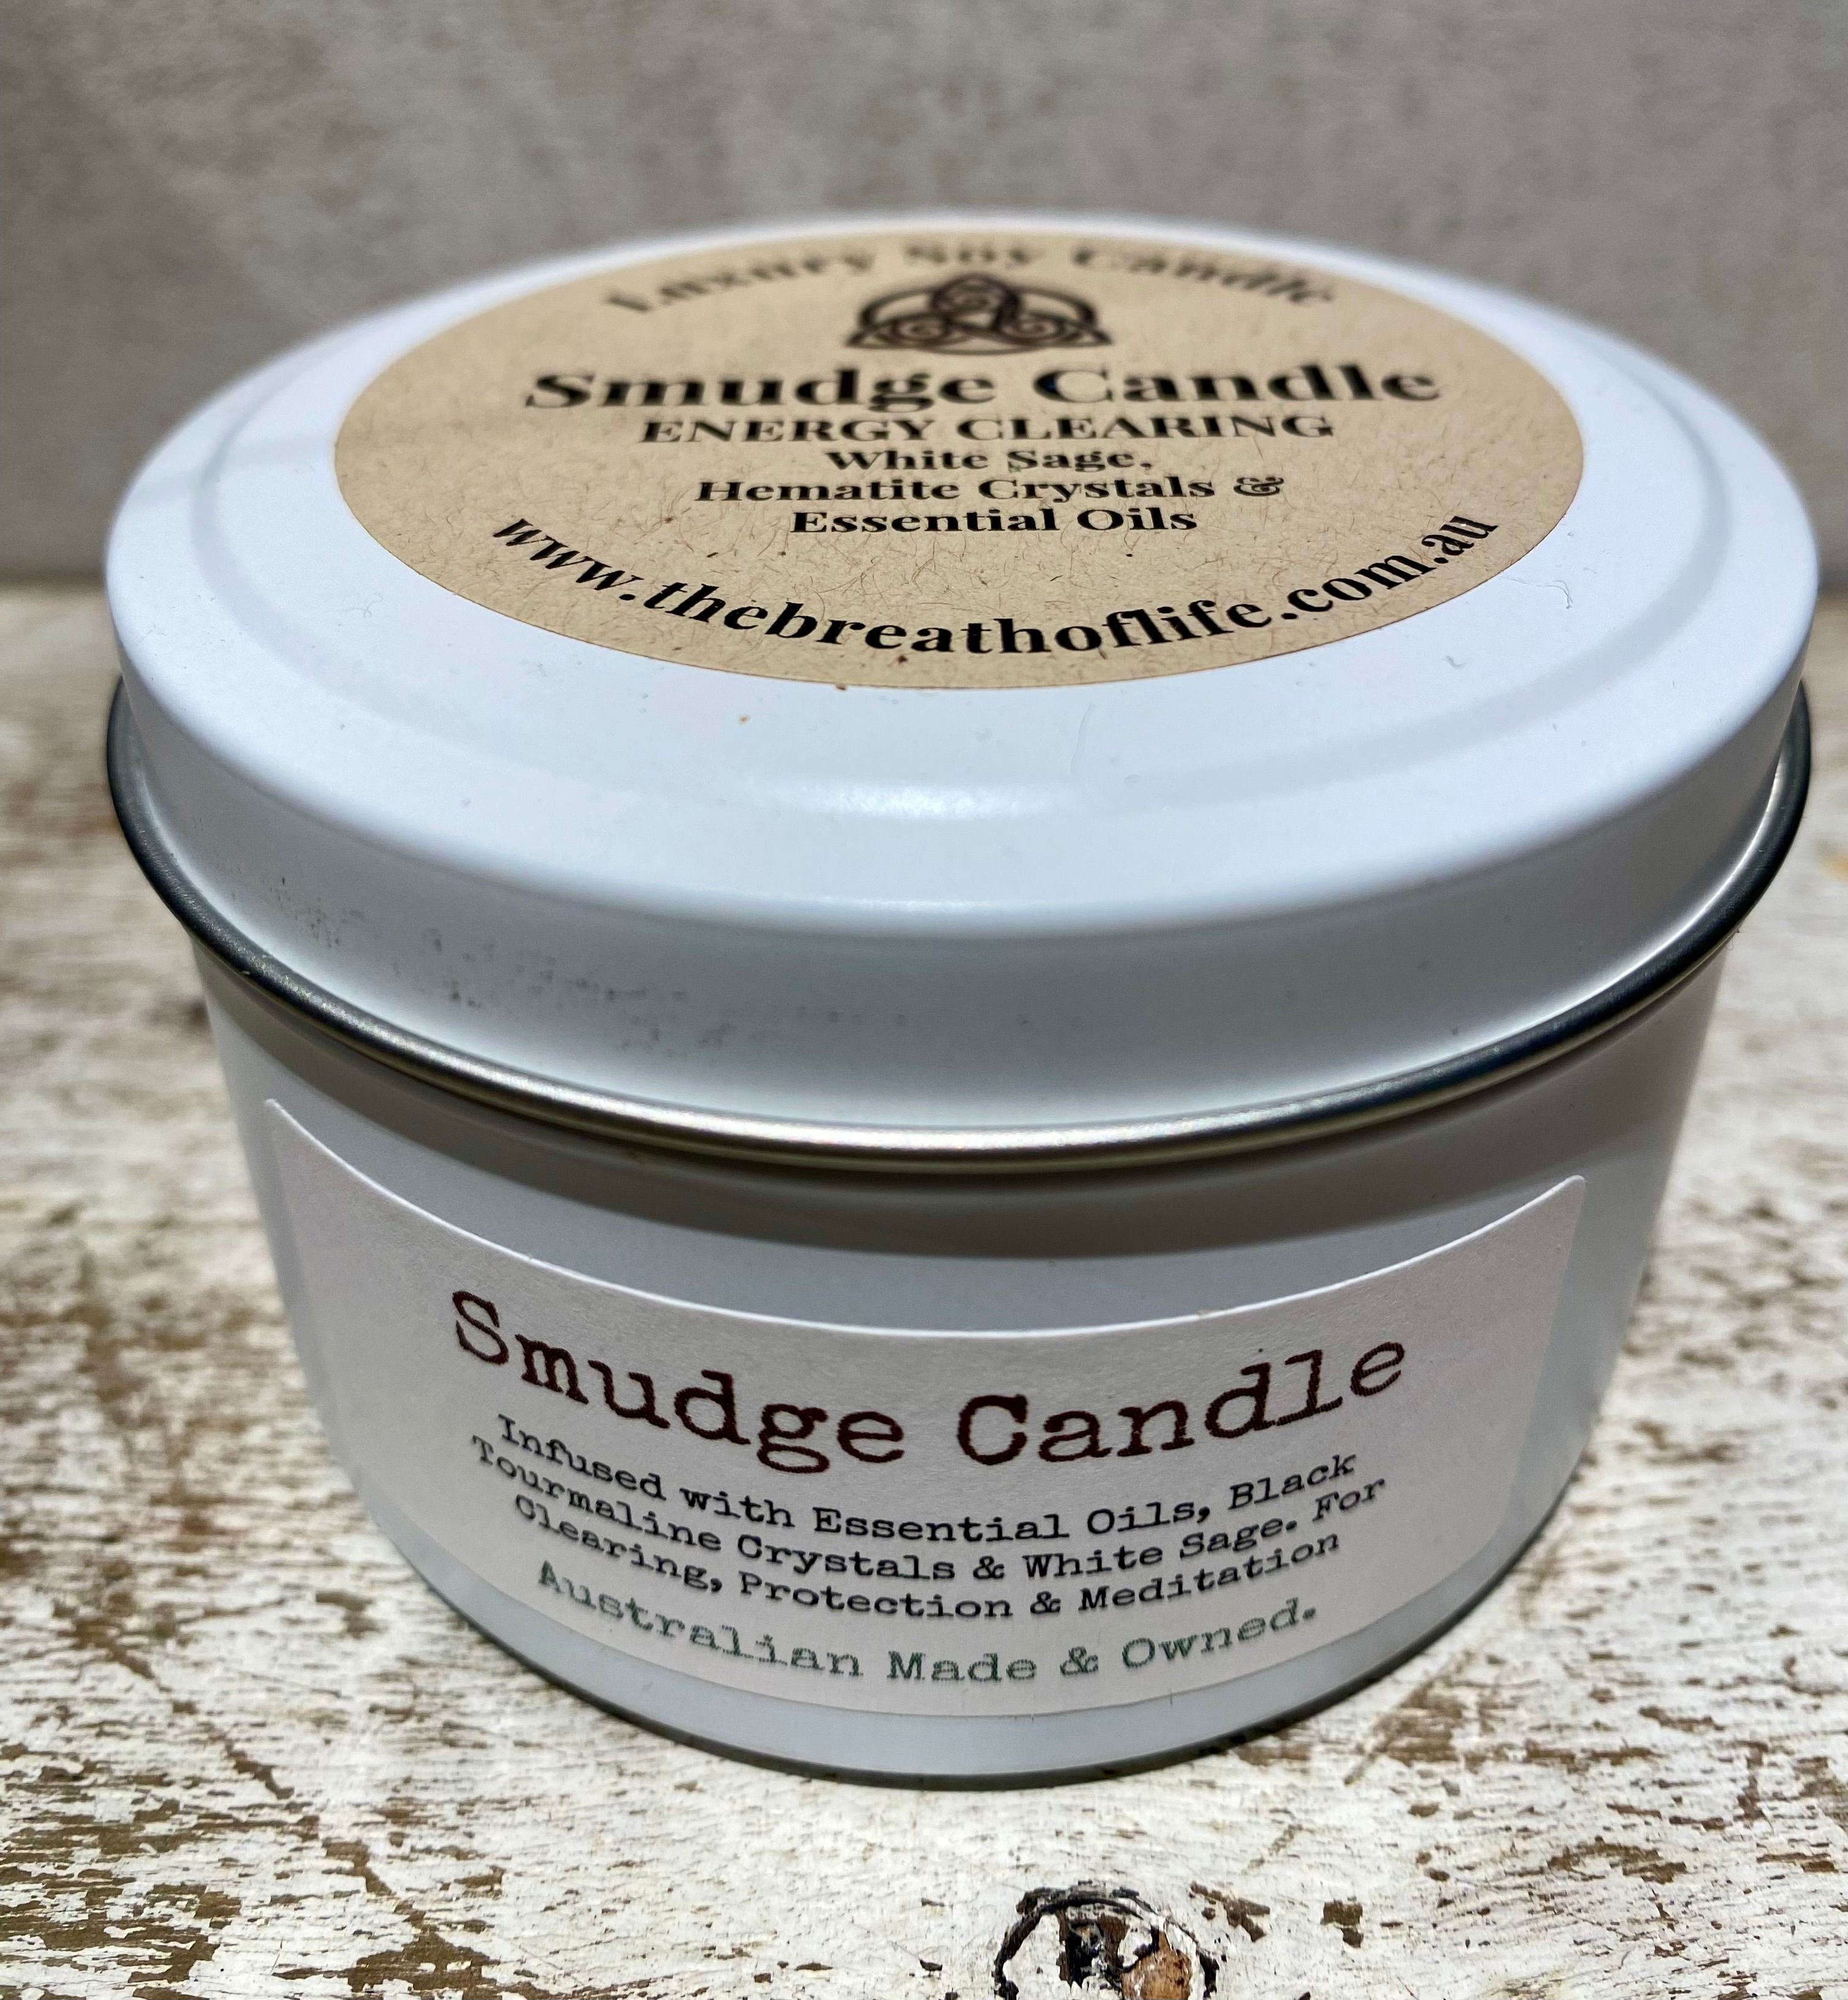 Luxury Soy Candle
Smudge Candle
ENERGY CLEARING
White Sage,
Hematite Crystals &
Essential Oils
www.thebreathoflife.com.au
Smudge Candle
Infused with Essential Oils, Black
Tourmaline Crystals & White Sage. For
Clearing, Protection & Meditation
Australian Made & Owned.